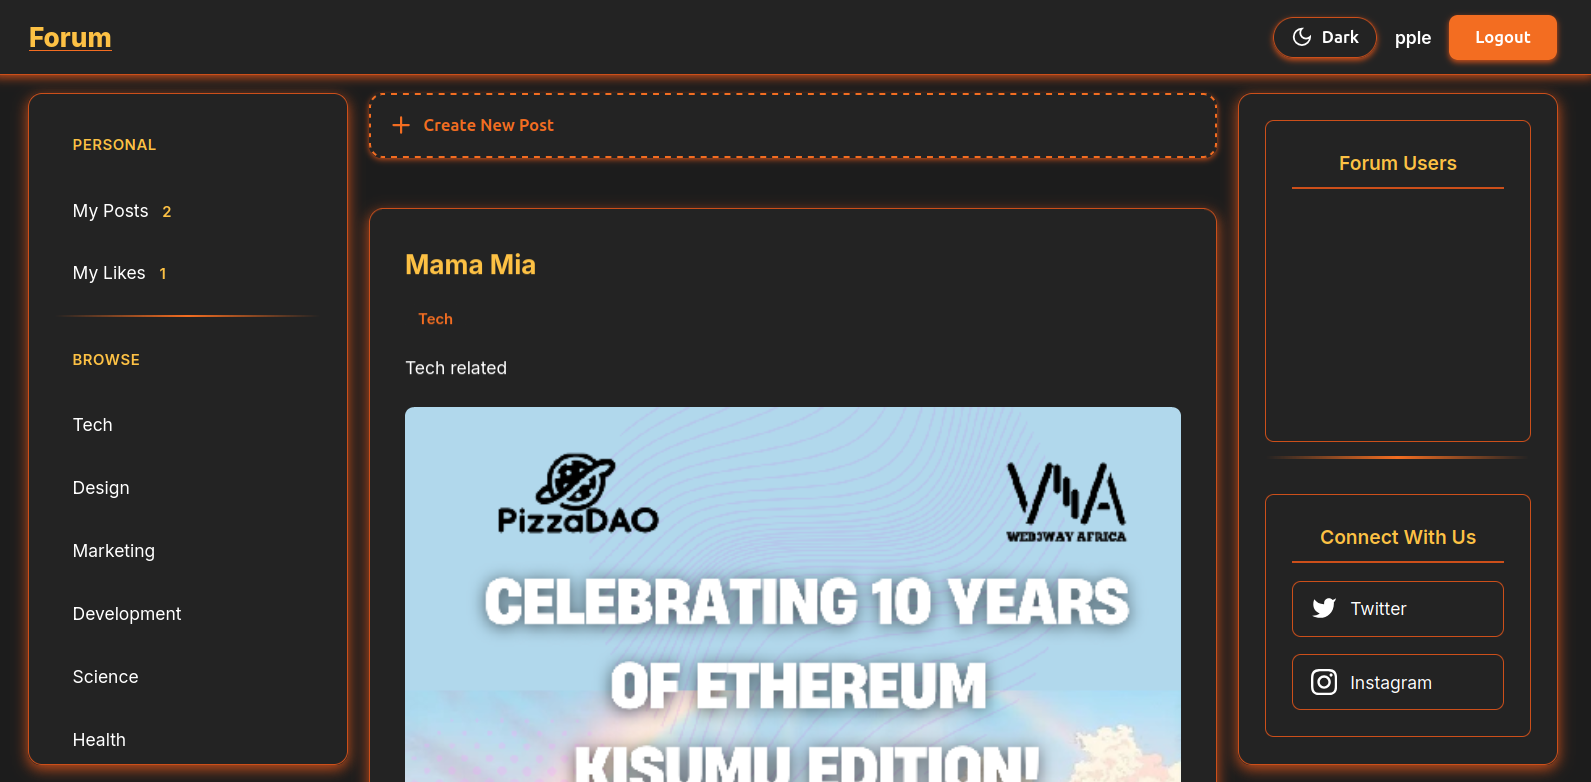 Forum
Dark
pple
Logout
PERSONAL
My Posts 2
My Likes 1
BROWSE
Tech
Design
Marketing
Development
Science
Health
Create New Post
Mama Mia
Tech
Tech related
PizzaDAO
WEB3WAY AFRICA
CELEBRATING 10 YEARS
OF ETHEREUM
KISUMU EDITION!
Forum Users
Connect With Us
Twitter
Instagram